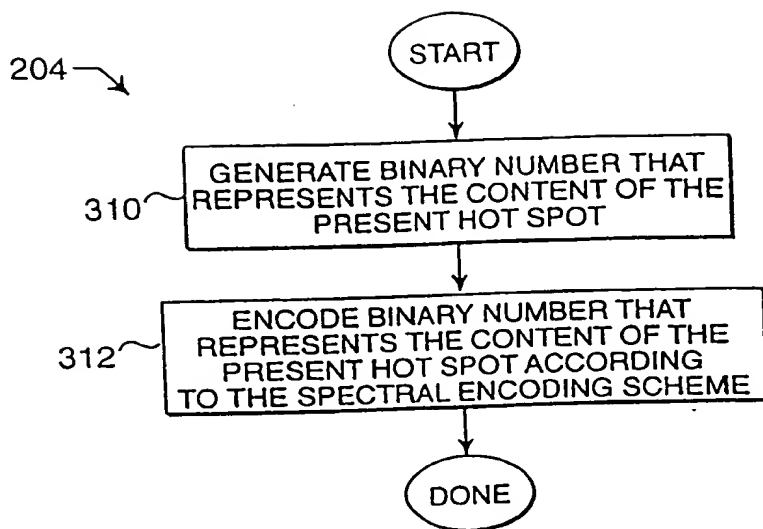 START
204
GENERATE BINARY NUMBER THAT
REPRESENTS THE CONTENT OF THE
PRESENT HOT SPOT
310
ENCODE BINARY NUMBER THAT
REPRESENTS THE CONTENT OF THE
PRESENT HOT SPOT ACCORDING
TO THE SPECTRAL ENCODING SCHEME
312
DONE